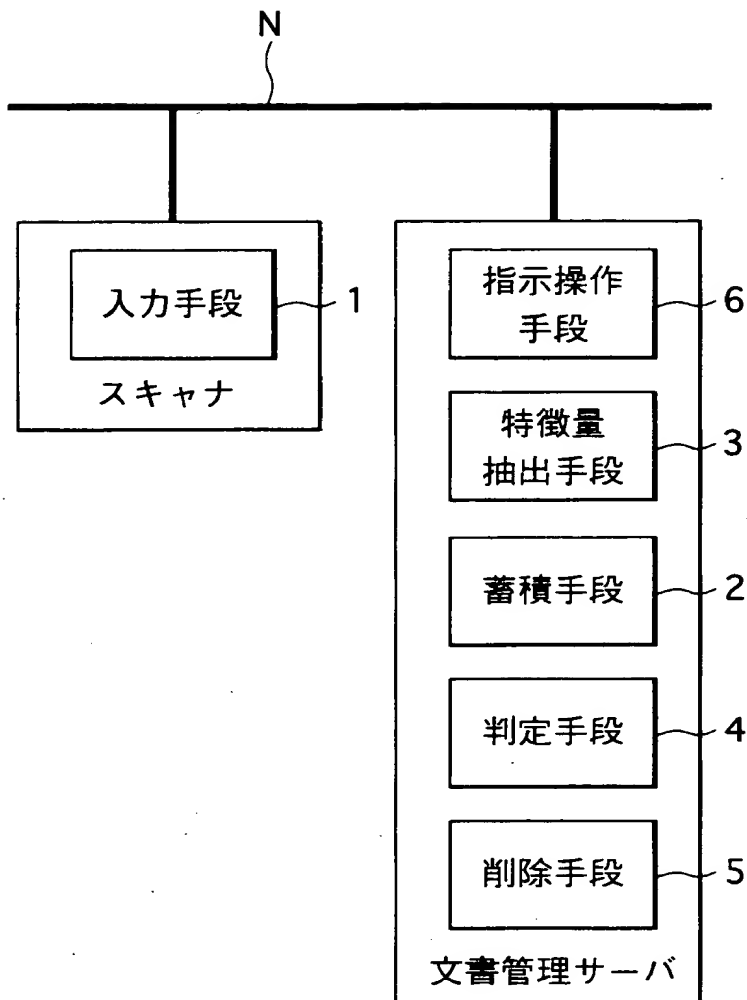 N
入力手段
1
スキャナ
指示操作
手段
6
特徴量
抽出手段
3
蓄積手段
2
判定手段
4
削除手段
5
文書管理サーバ